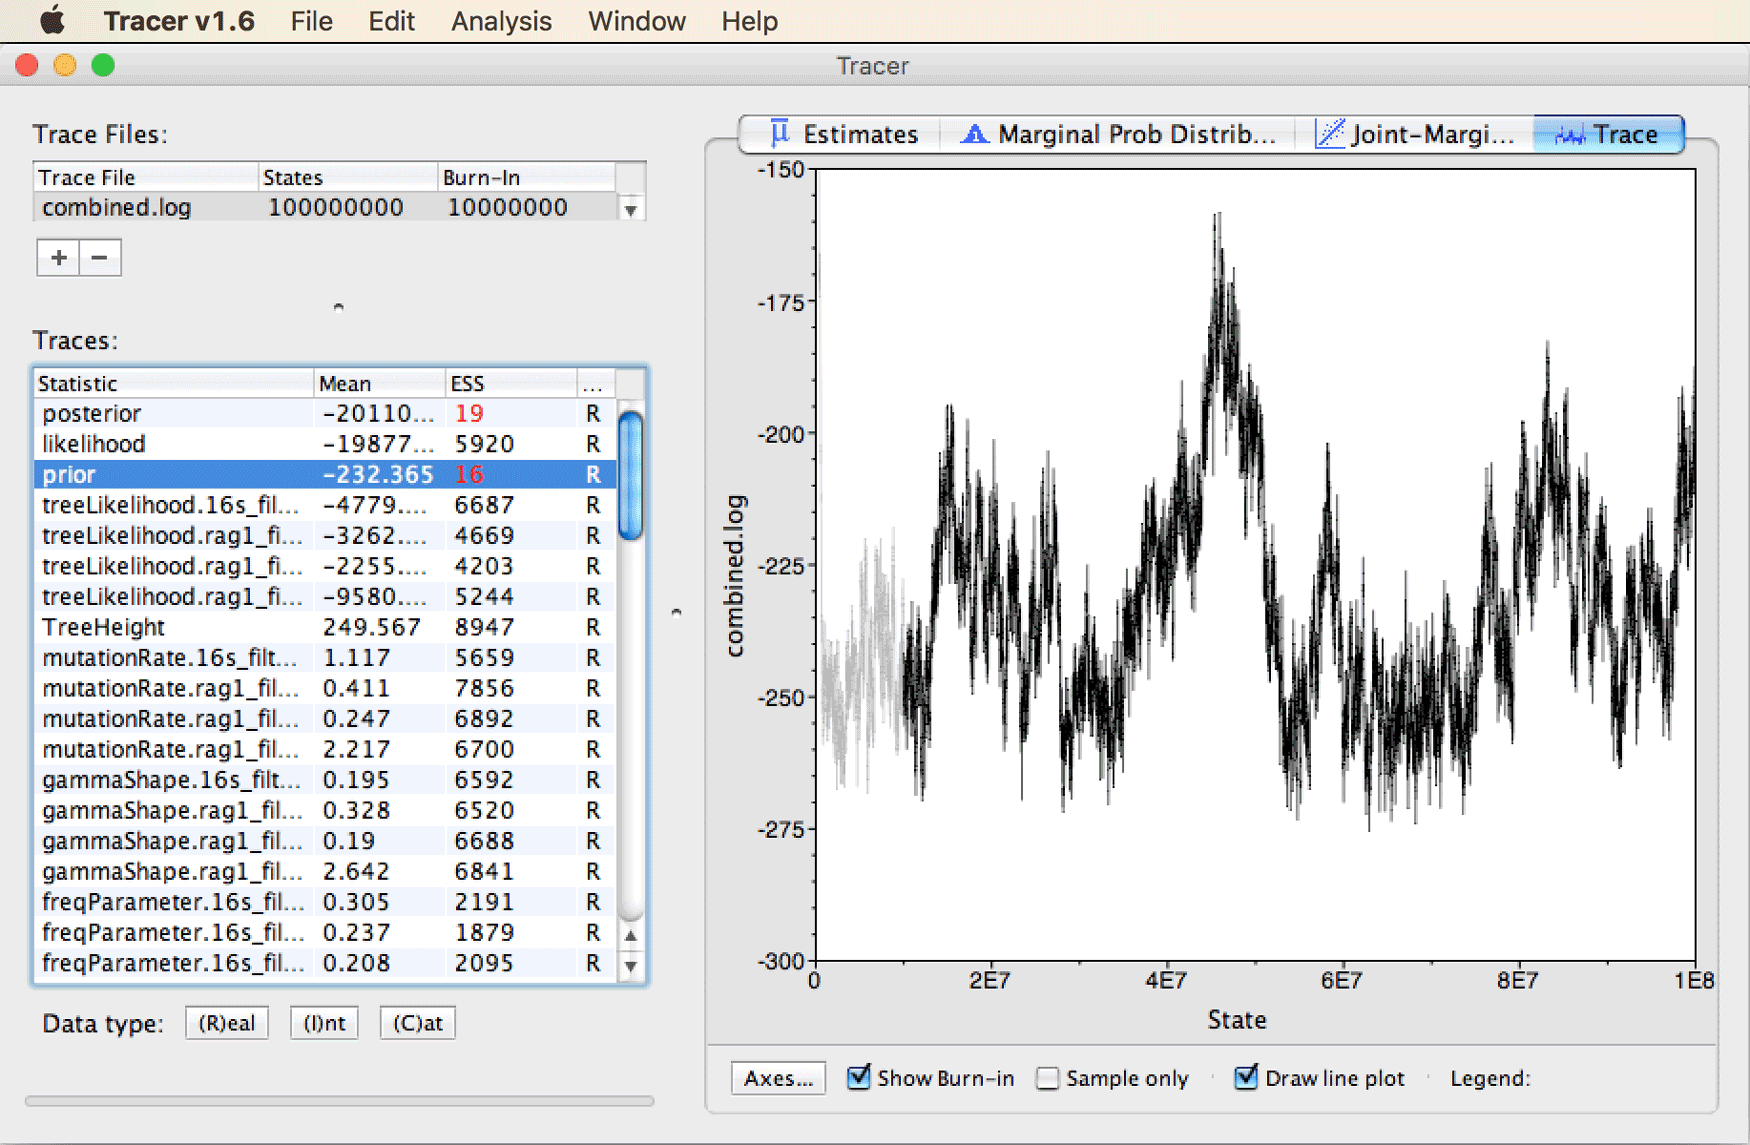 Tracer v1.6 File Edit Analysis Window Help
Tracer
Trace Files:
Trace File States Burn-In
combined.log 100000000 10000000
+ −
Traces:
Statistic Mean ESS ...
posterior -20110... 19 R
likelihood -19877... 5920 R
prior -232.365 16 R
treeLikelihood.16s_fil... -4779.... 6687 R
treeLikelihood.rag1_fi... -3262.... 4669 R
treeLikelihood.rag1_fi... -2255.... 4203 R
treeLikelihood.rag1_fi... -9580.... 5244 R
TreeHeight 249.567 8947 R
mutationRate.16s_filt... 1.117 5659 R
mutationRate.rag1_fil... 0.411 7856 R
mutationRate.rag1_fil... 0.247 6892 R
mutationRate.rag1_fil... 2.217 6700 R
gammaShape.16s_filt... 0.195 6592 R
gammaShape.rag1_fil... 0.328 6520 R
gammaShape.rag1_fil... 0.19 6688 R
gammaShape.rag1_fil... 2.642 6841 R
freqParameter.16s_fil... 0.305 2191 R
freqParameter.16s_fil... 0.237 1879 R
freqParameter.16s_fil... 0.208 2095 R
Data type: (R)eal (I)nt (C)at
Estimates Marginal Prob Distrib... Joint-Margi... Trace
-150
-175
-200
-225
-250
-275
-300
combined.log
0 2E7 4E7 6E7 8E7 1E8
State
Axes... Show Burn-in Sample only Draw line plot Legend: